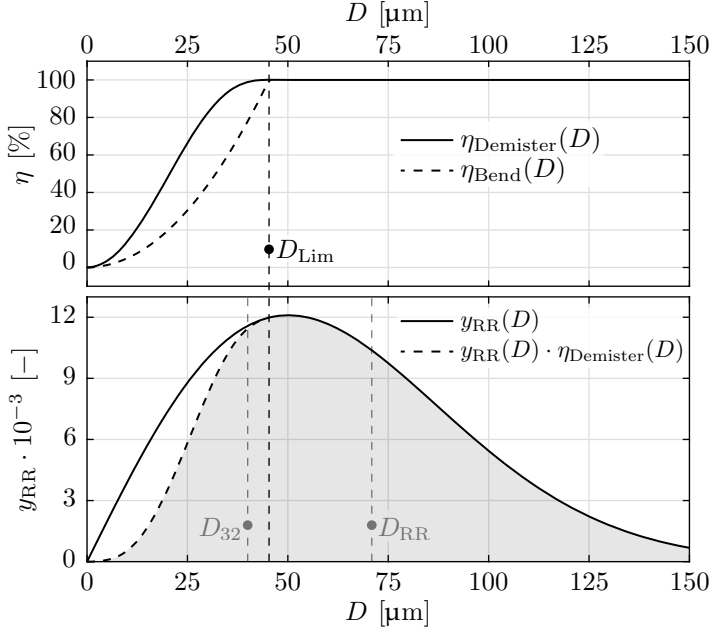 D [µm]
0 25 50 75 100 125 150
100
80
60
40
20
0
η [%]
η_Demister(D)
η_Bend(D)
D_Lim
12
9
6
3
0
y_RR · 10^−3 [−]
y_RR(D)
y_RR(D) · η_Demister(D)
D_32
D_RR
0 25 50 75 100 125 150
D [µm]